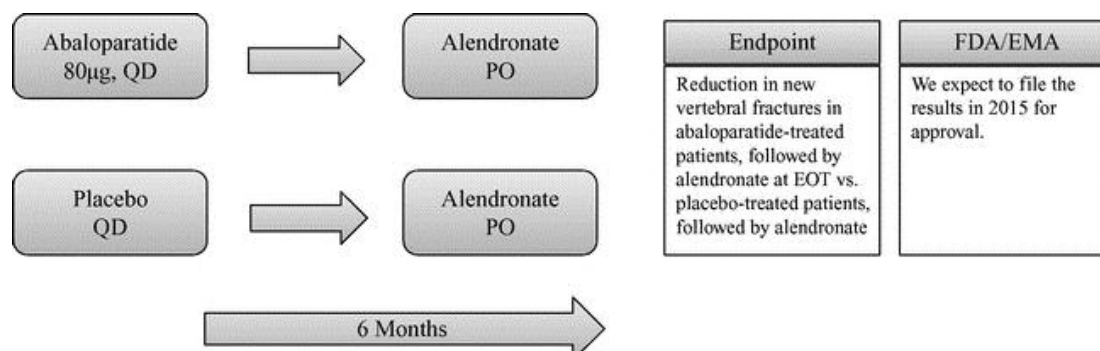 Abaloparatide
80μg, QD
Alendronate
PO
Placebo
QD
Alendronate
PO
6 Months
Endpoint
Reduction in new
vertebral fractures in
abaloparatide-treated
patients, followed by
alendronate at EOT vs.
placebo-treated patients,
followed by alendronate
FDA/EMA
We expect to file the
results in 2015 for
approval.